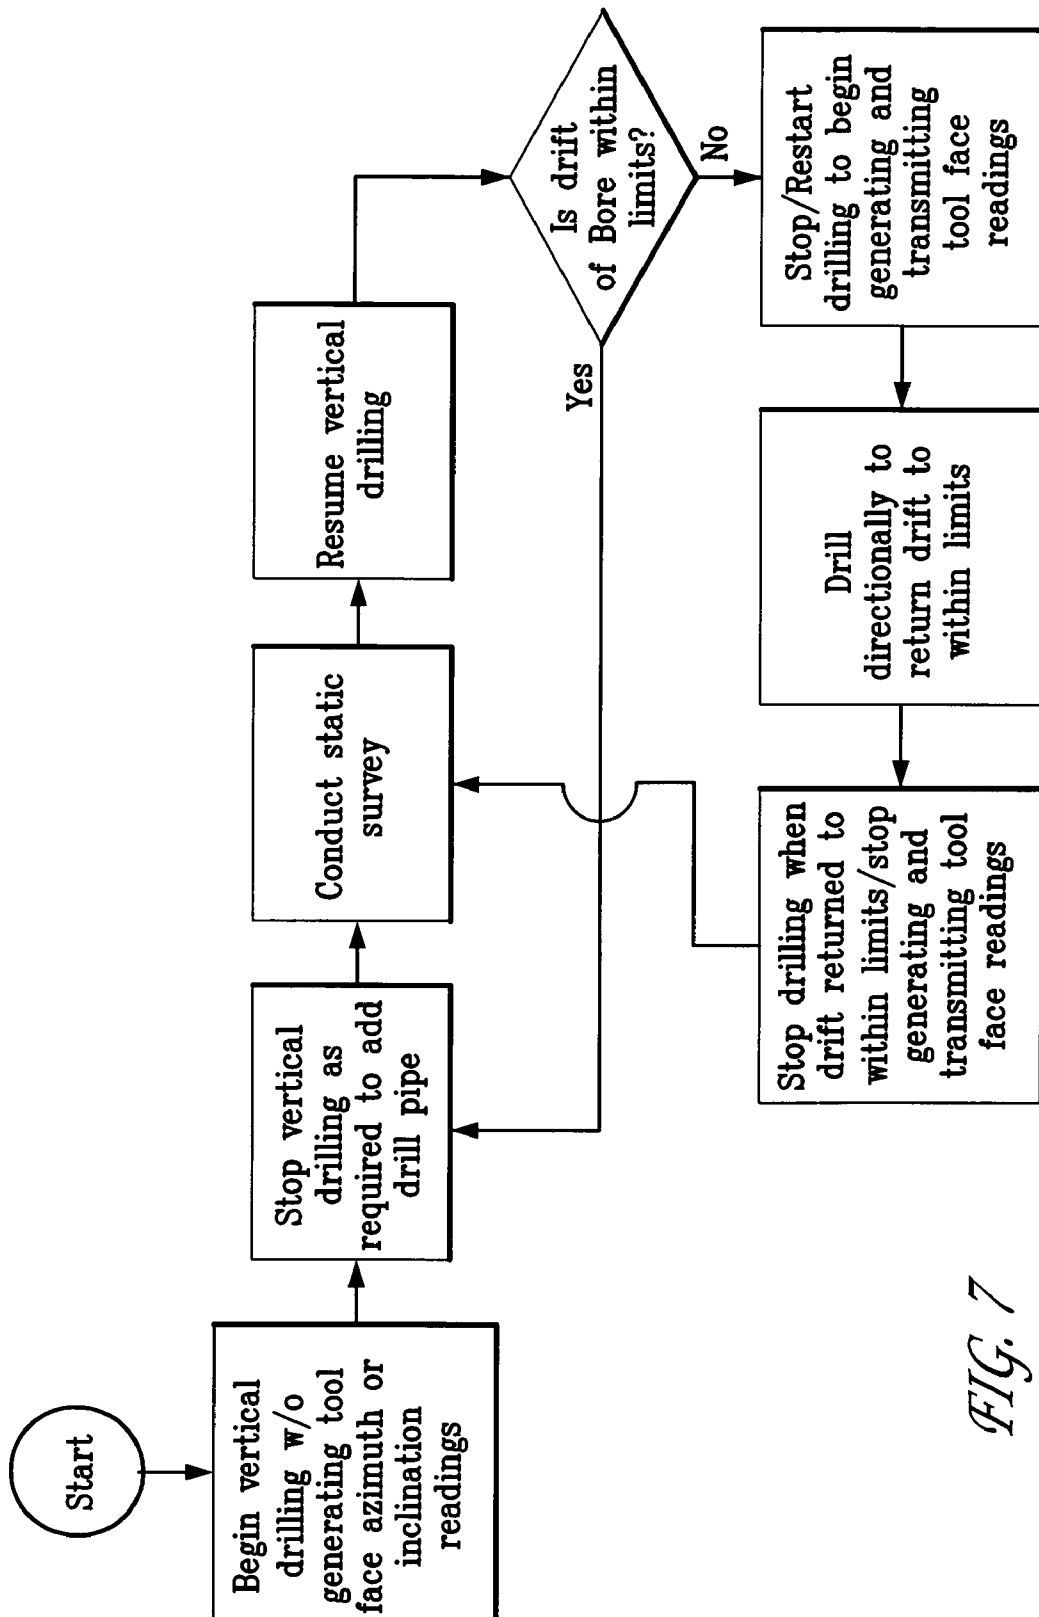 Start
Begin vertical
drilling w/o
generating tool
face azimuth or
inclination
readings
Stop vertical
drilling as
required to add
drill pipe
Conduct static
survey
Resume vertical
drilling
Is drift
of Bore within
limits?
Yes
No
Stop/Restart
drilling to begin
generating and
transmitting
tool face
readings
Drill
directionally to
return drift to
within limits
Stop drilling when
drift returned to
within limits/stop
generating and
transmitting tool
face readings
FIG. 7